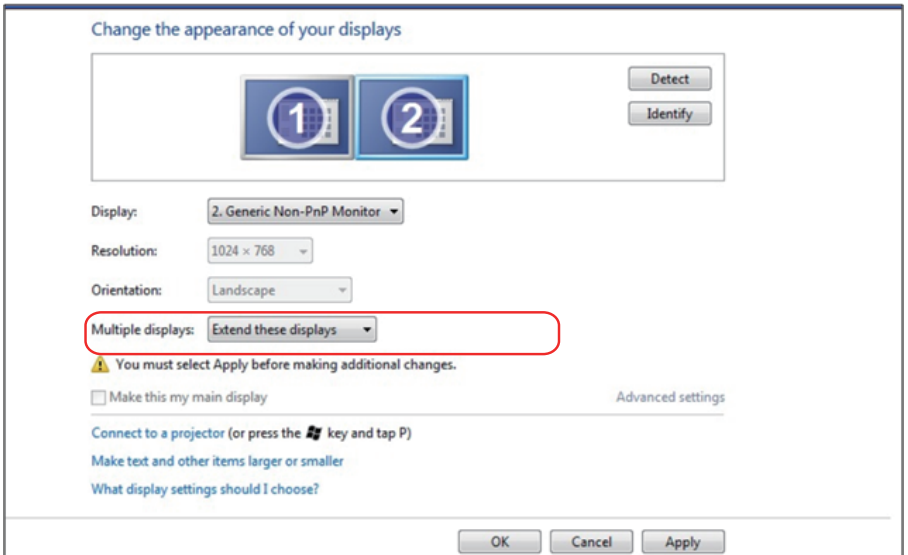 Change the appearance of your displays
1
2
Detect
Identify
Display: 2. Generic Non-PnP Monitor
Resolution: 1024 × 768
Orientation: Landscape
Multiple displays: Extend these displays
You must select Apply before making additional changes.
Make this my main display Advanced settings
Connect to a projector (or press the key and tap P)
Make text and other items larger or smaller
What display settings should I choose?
OK Cancel Apply